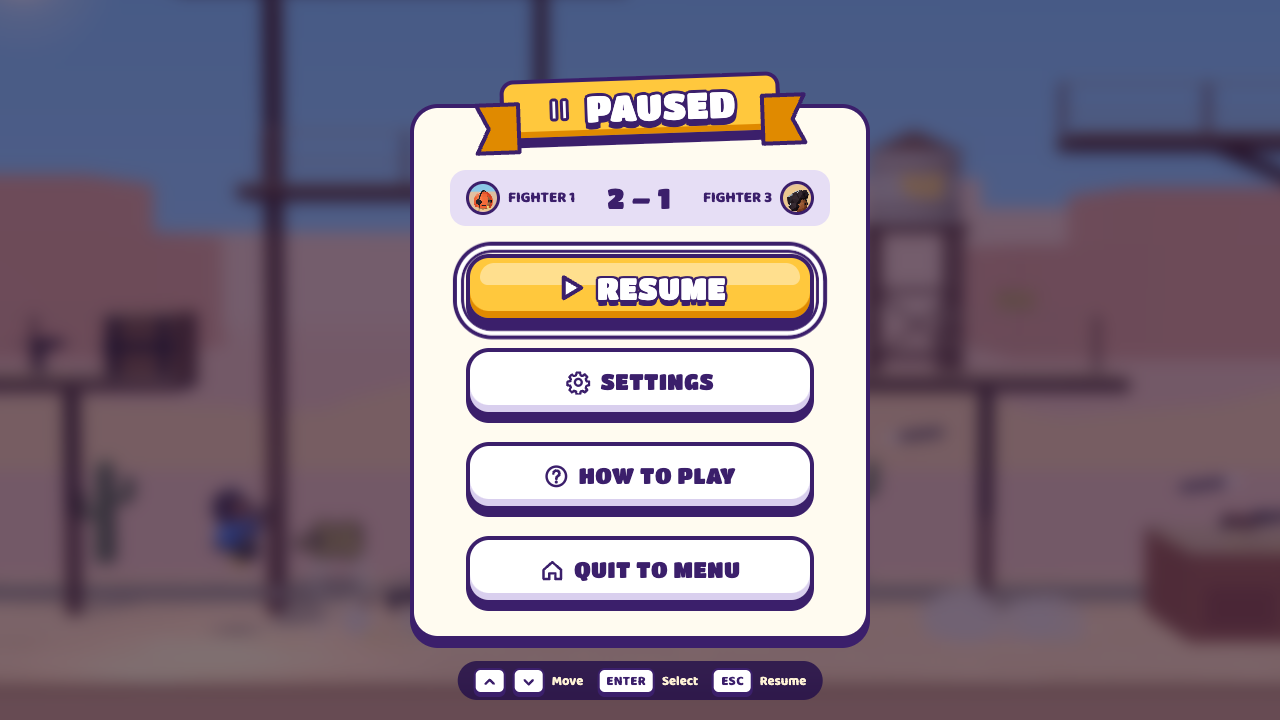 PAUSED
FIGHTER 1 2 – 1 FIGHTER 3
RESUME
SETTINGS
HOW TO PLAY
QUIT TO MENU
Move ENTER Select ESC Resume